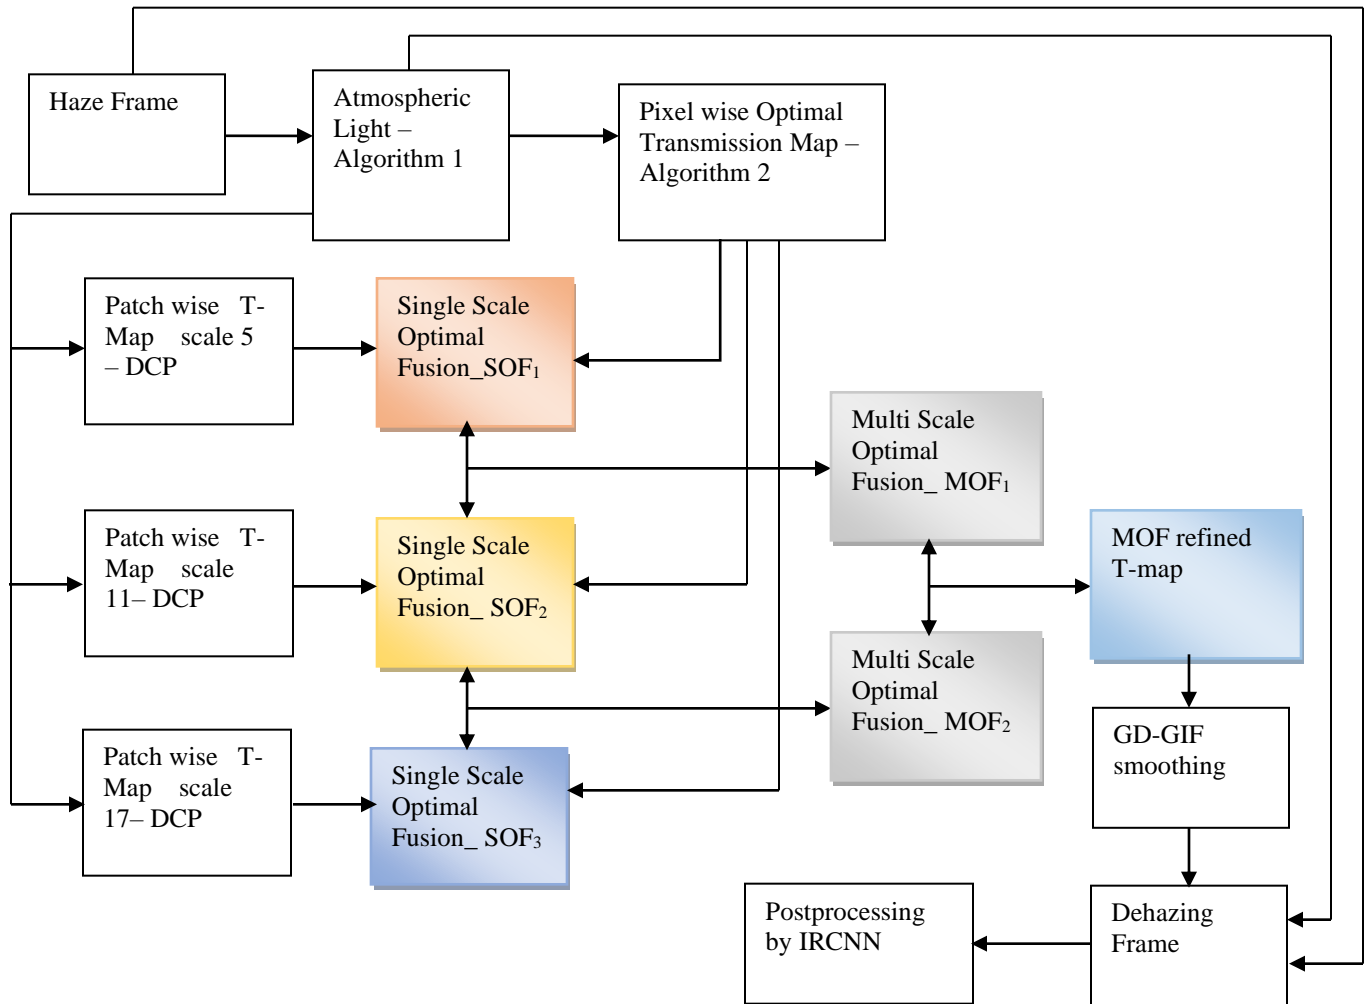 Haze Frame
Atmospheric
Light –
Algorithm 1
Pixel wise Optimal
Transmission Map –
Algorithm 2
Patch wise T-
Map scale 5
– DCP
Single Scale
Optimal
Fusion_SOF₁
Multi Scale
Optimal
Fusion_ MOF₁
Patch wise T-
Map scale
11– DCP
Single Scale
Optimal
Fusion_ SOF₂
MOF refined
T-map
Multi Scale
Optimal
Fusion_ MOF₂
Patch wise T-
Map scale
17– DCP
Single Scale
Optimal
Fusion_ SOF₃
GD-GIF
smoothing
Postprocessing
by IRCNN
Dehazing
Frame